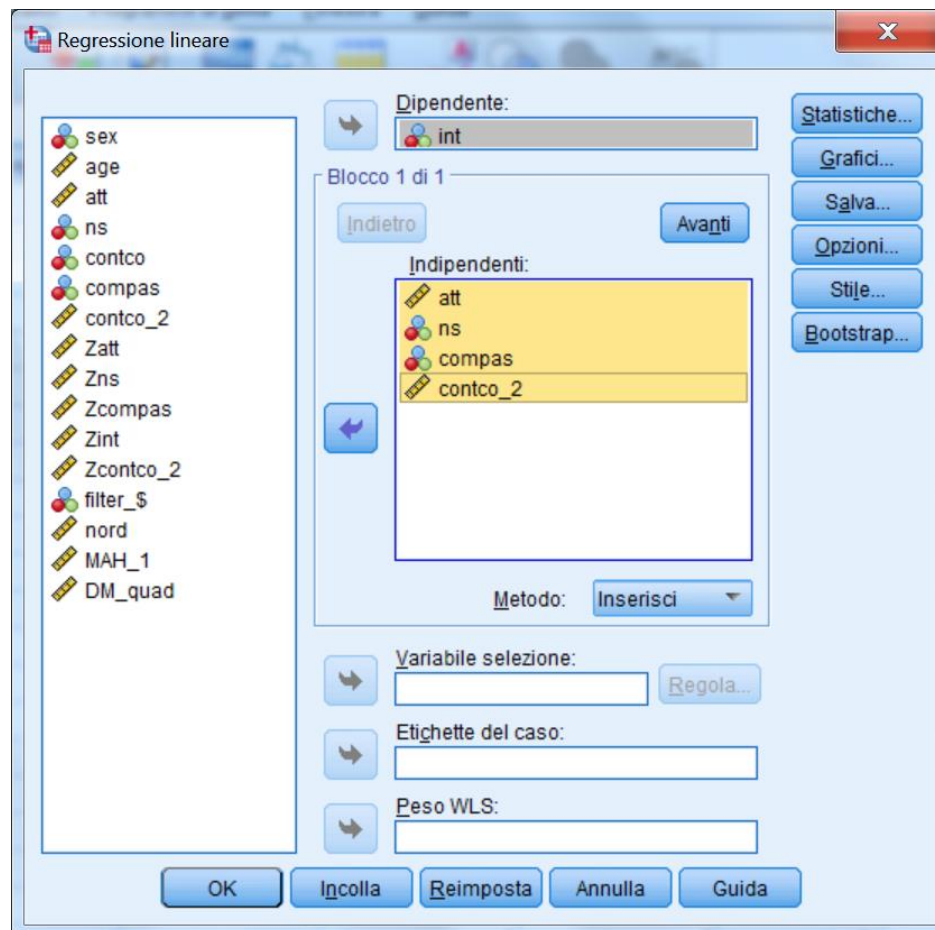 Regressione lineare
sex
age
att
ns
contco
compas
contco_2
Zatt
Zns
Zcompas
Zint
Zcontco_2
filter_$
nord
MAH_1
DM_quad
Dipendente:
int
Blocco 1 di 1
Indietro
Avanti
Indipendenti:
att
ns
compas
contco_2
Metodo: Inserisci
Variabile selezione:
Regola...
Etichette del caso:
Peso WLS:
Statistiche...
Grafici...
Salva...
Opzioni...
Stile...
Bootstrap...
OK Incolla Reimposta Annulla Guida